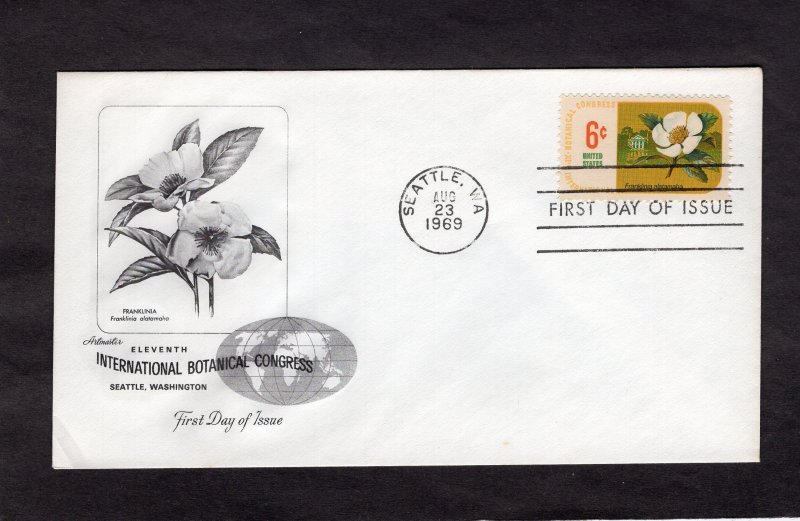 FRANKLINIA
Franklinia alatamaha
Artmaster
ELEVENTH
INTERNATIONAL BOTANICAL CONGRESS
SEATTLE, WASHINGTON
First Day of Issue
SEATTLE, WA
AUG
23
1969
BOTANICAL CONGRESS
6¢
UNITED
STATES
Franklinia alatamaha
FIRST DAY OF ISSUE